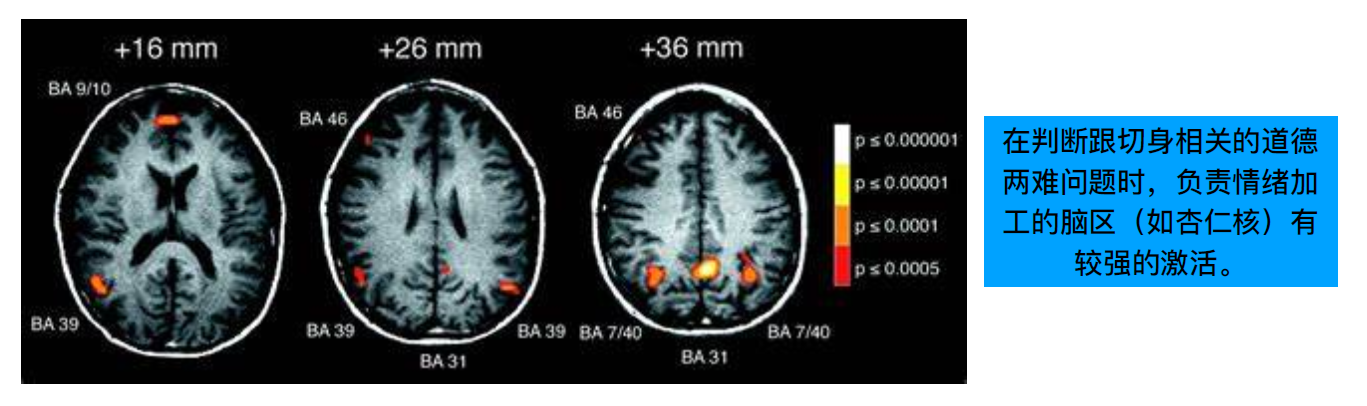 +16 mm
+26 mm
+36 mm
BA 9/10
BA 46
BA 46
p ≤ 0.000001
p ≤ 0.00001
p ≤ 0.0001
p ≤ 0.0005
BA 39
BA 39
BA 39
BA 7/40
BA 7/40
BA 31
BA 31
在判断跟切身相关的道德
两难问题时，负责情绪加
工的脑区（如杏仁核）有
较强的激活。